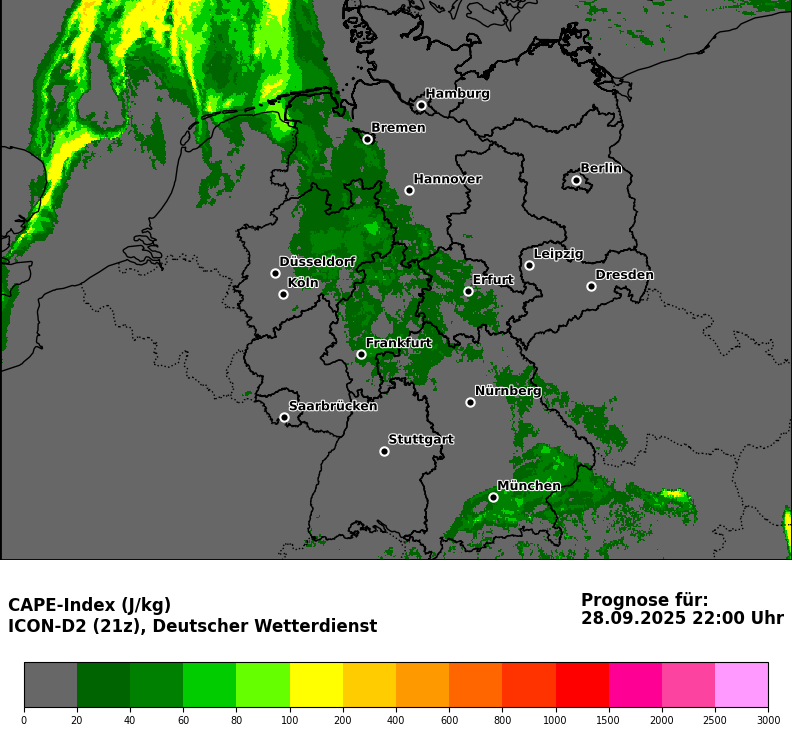 Hamburg
Bremen
Berlin
Hannover
Leipzig
Düsseldorf
Dresden
Köln
Erfurt
Frankfurt
Nürnberg
Saarbrücken
Stuttgart
München
CAPE-Index (J/kg)
ICON-D2 (21z), Deutscher Wetterdienst
Prognose für:
28.09.2025 22:00 Uhr
0 20 40 60 80 100 200 400 600 800 1000 1500 2000 2500 3000